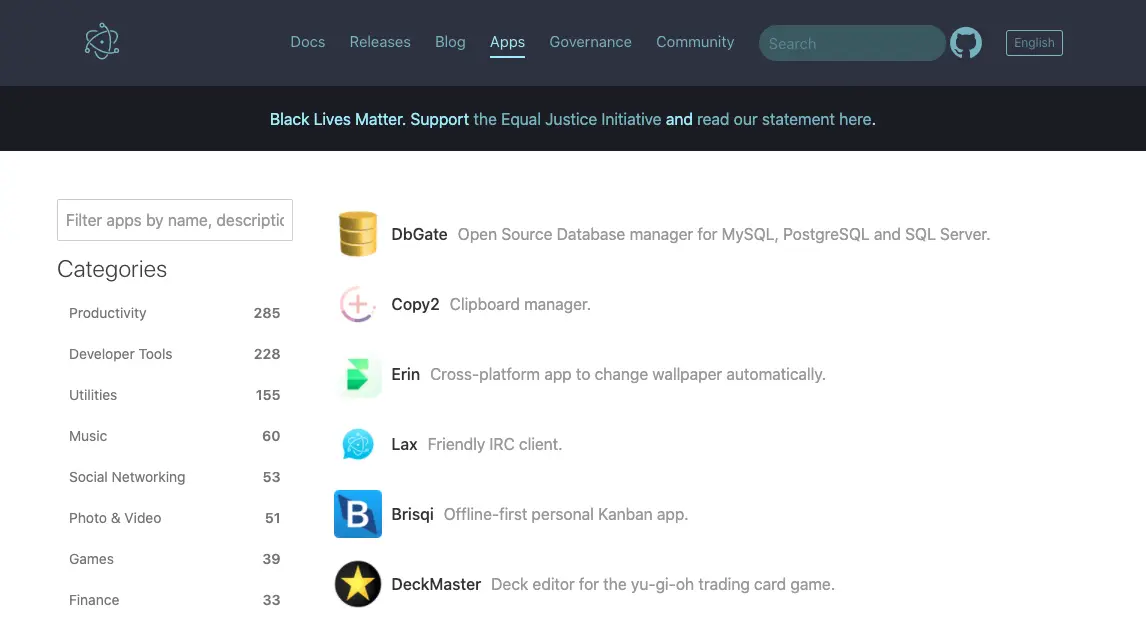 Docs Releases Blog Apps Governance Community Search English
Black Lives Matter. Support the Equal Justice Initiative and read our statement here.
Filter apps by name, descriptio
Categories
Productivity 285
Developer Tools 228
Utilities 155
Music 60
Social Networking 53
Photo & Video 51
Games 39
Finance 33
DbGate Open Source Database manager for MySQL, PostgreSQL and SQL Server.
Copy2 Clipboard manager.
Erin Cross-platform app to change wallpaper automatically.
Lax Friendly IRC client.
B
Brisqi Offline-first personal Kanban app.
DeckMaster Deck editor for the yu-gi-oh trading card game.